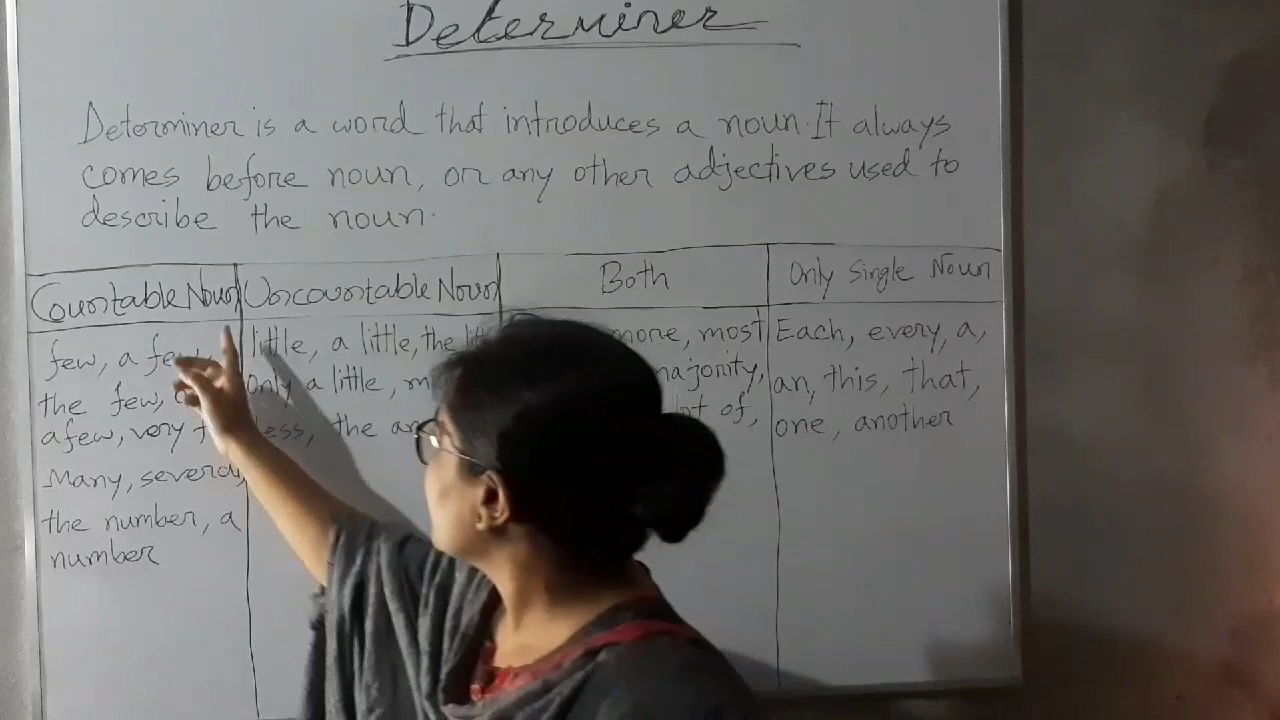 Determiner
Determiner is a word that introduces a noun. It always
comes before noun, or any other adjectives used to
describe the noun.
Countable Noun Uncountable Noun Both Only Single Noun
few, a few, little, a little, the more, most Each, every, a,
the few, only a little, majority, an, this, that,
a few, very less, the lot of, one, another
Many, several,
the number, a
number